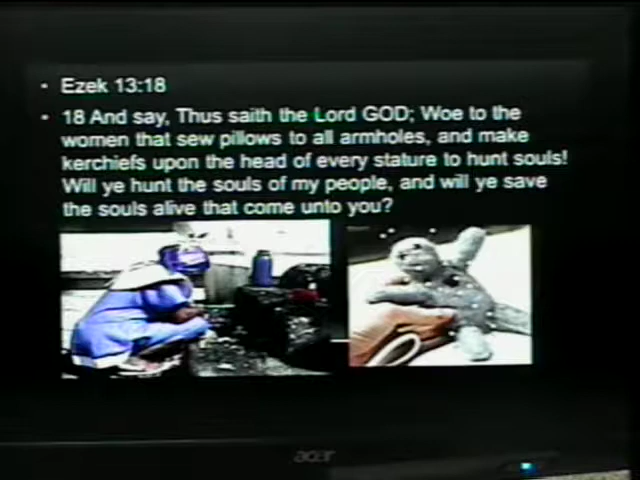 • Ezek 13:18
• 18 And say, Thus saith the Lord GOD; Woe to the
women that sew pillows to all armholes, and make
kerchiefs upon the head of every stature to hunt souls!
Will ye hunt the souls of my people, and will ye save
the souls alive that come unto you?
acer